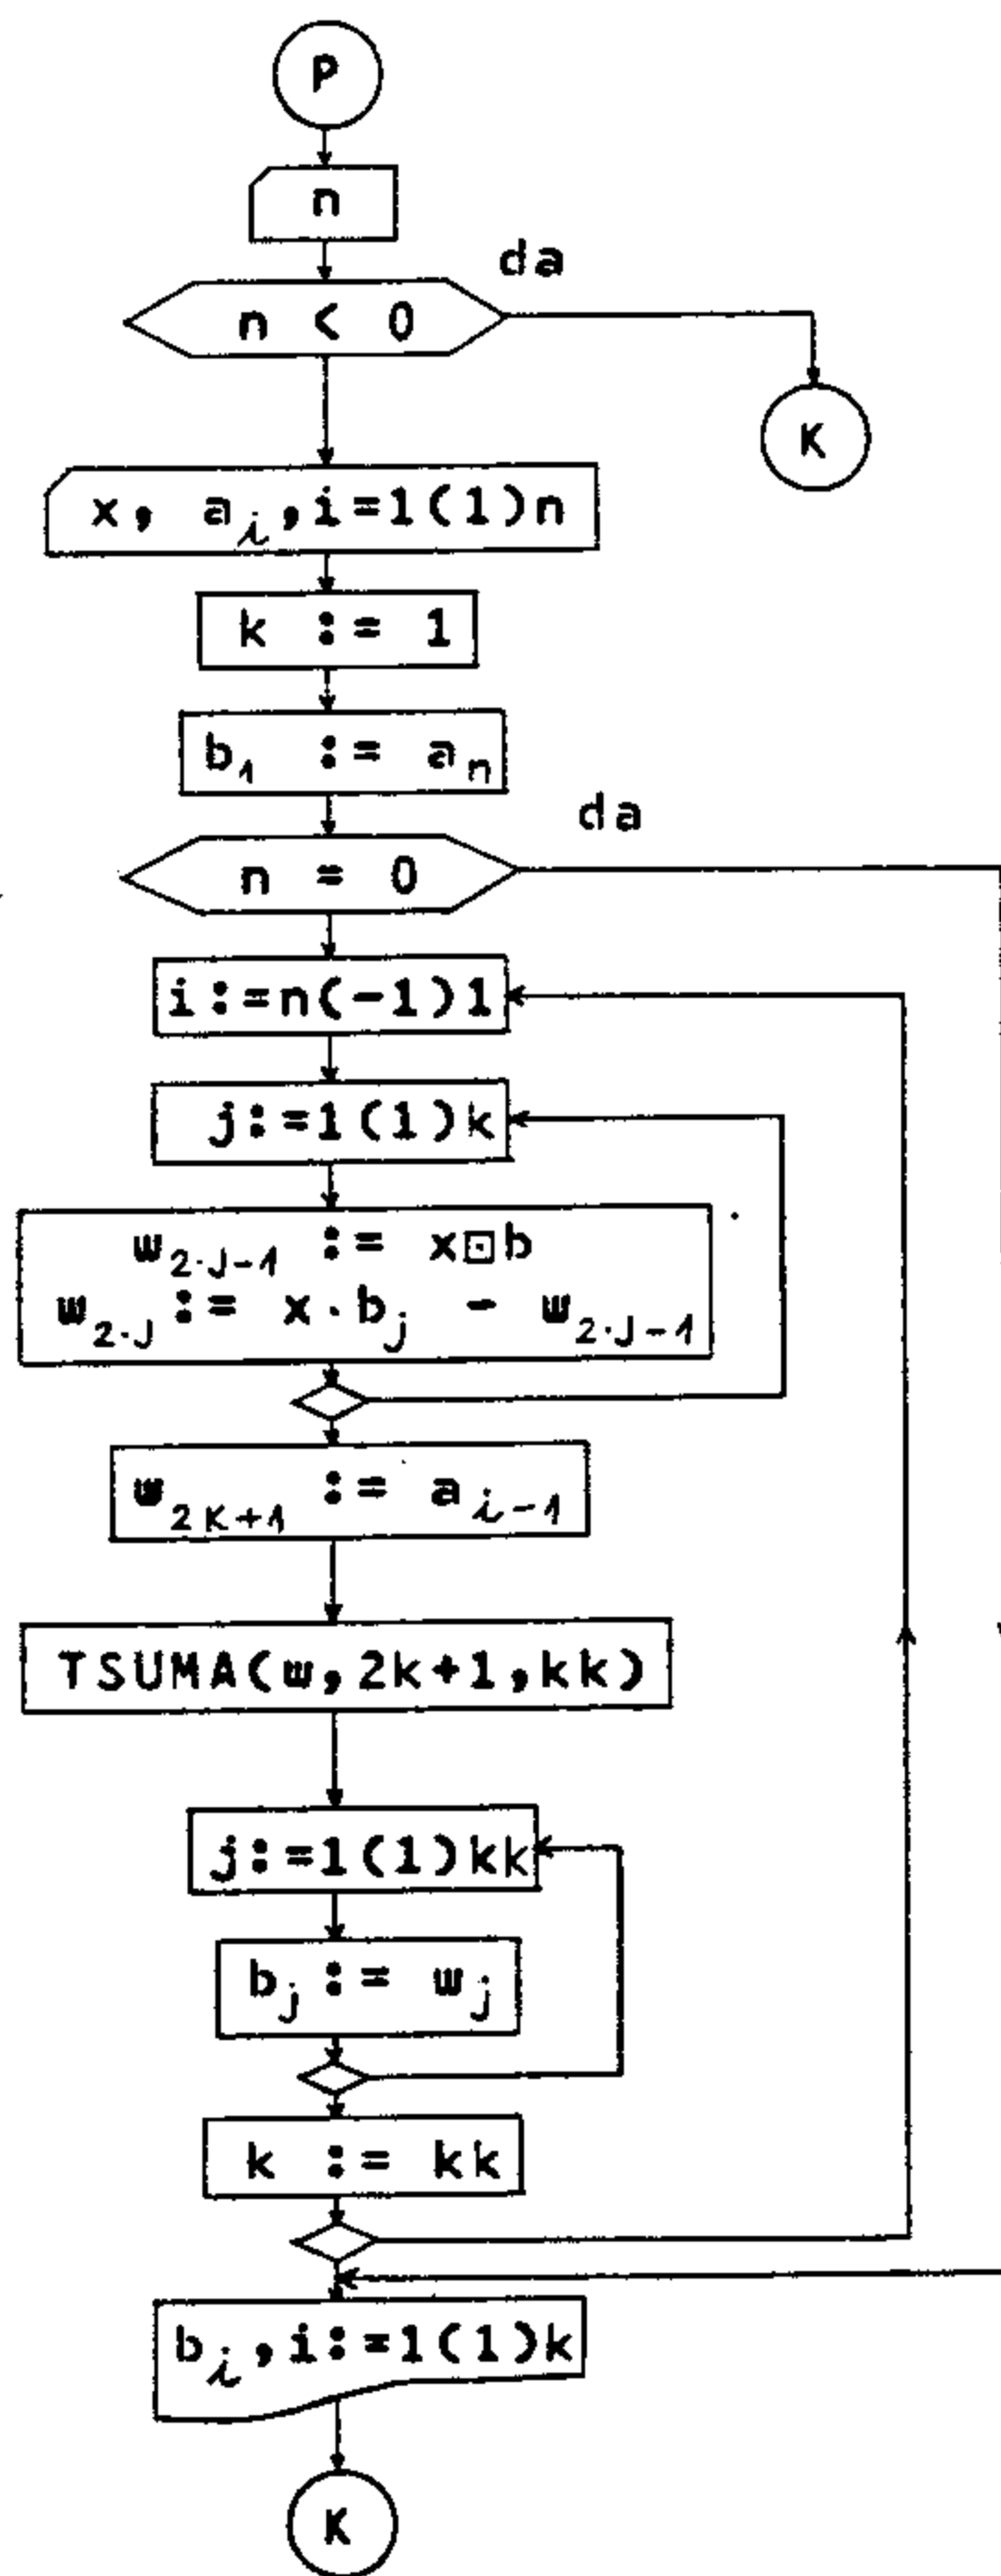 P
n
da
n < 0
K
x, a_i, i=1(1)n
k := 1
b_1 := a_n
da
n = 0
i:=n(-1)1
j:=1(1)k
w_{2·J-1} := x⊡b
w_{2·J} := x·b_j - w_{2·J-1}
w_{2K+1} := a_{i-1}
TSUMA(w,2k+1,kk)
j:=1(1)kk
b_j := w_j
k := kk
b_i, i:=1(1)k
K